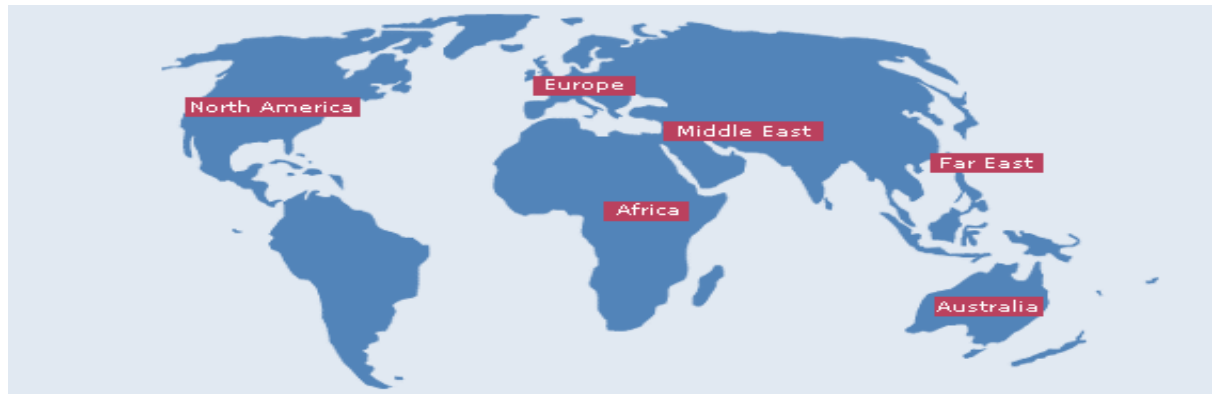 Europe
North America
Middle East
Far East
Africa
Australia